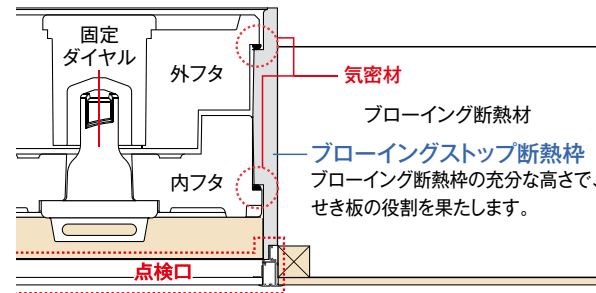 固定
ダイヤル
外フタ
気密材
ブローイング断熱材
ブローイングストップ断熱枠
内フタ
ブローイング断熱枠の充分な高さで、
せき板の役割を果たします。
点検口